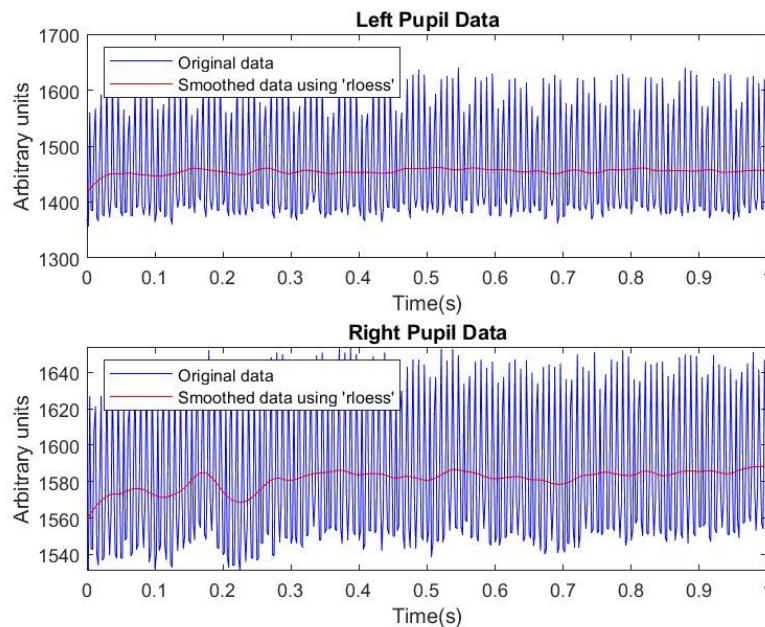 Left Pupil Data
1700
1600
1500
1400
1300
Arbitrary units
Original data
Smoothed data using 'rloess'
0 0.1 0.2 0.3 0.4 0.5 0.6 0.7 0.8 0.9 1
Time(s)
Right Pupil Data
1640
1620
1600
1580
1560
1540
Arbitrary units
Original data
Smoothed data using 'rloess'
0 0.1 0.2 0.3 0.4 0.5 0.6 0.7 0.8 0.9 1
Time(s)